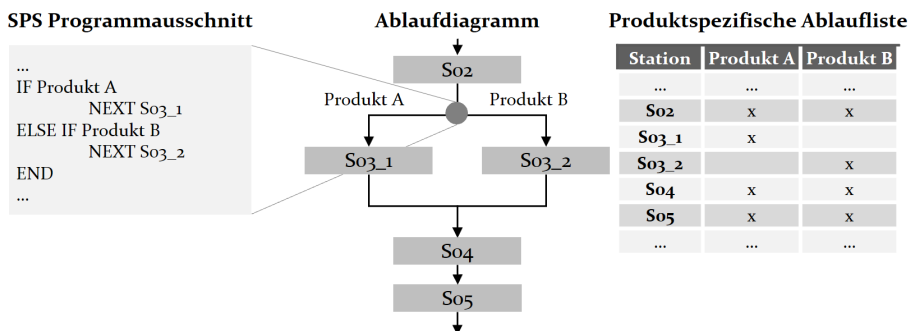 SPS Programmausschnitt
...
IF Produkt A
NEXT S03_1
ELSE IF Produkt B
NEXT S03_2
END
...
Ablaufdiagramm
S02
Produkt A Produkt B
S03_1 S03_2
S04
S05
Produktspezifische Ablaufliste
Station Produkt A Produkt B
... ... ...
S02 x x
S03_1 x
S03_2 x
S04 x x
S05 x x
... ... ...